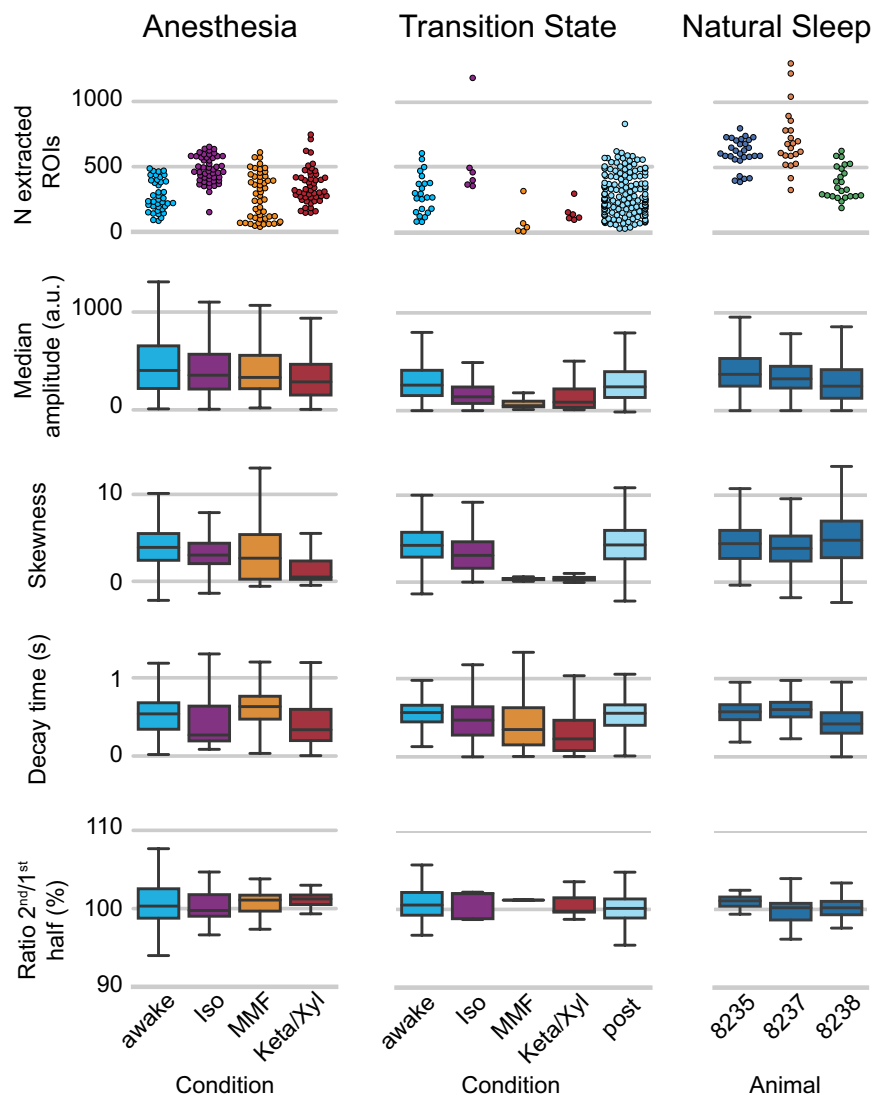 Anesthesia
Transition State
Natural Sleep
N extracted
ROIs
1000
500
0
Median
amplitude (a.u.)
1000
0
Skewness
10
0
Decay time (s)
1
0
Ratio 2nd/1st
half (%)
110
100
90
awake
Iso
MMF
Keta/Xyl
awake
Iso
MMF
Keta/Xyl
post
8235
8237
8238
Condition
Condition
Animal